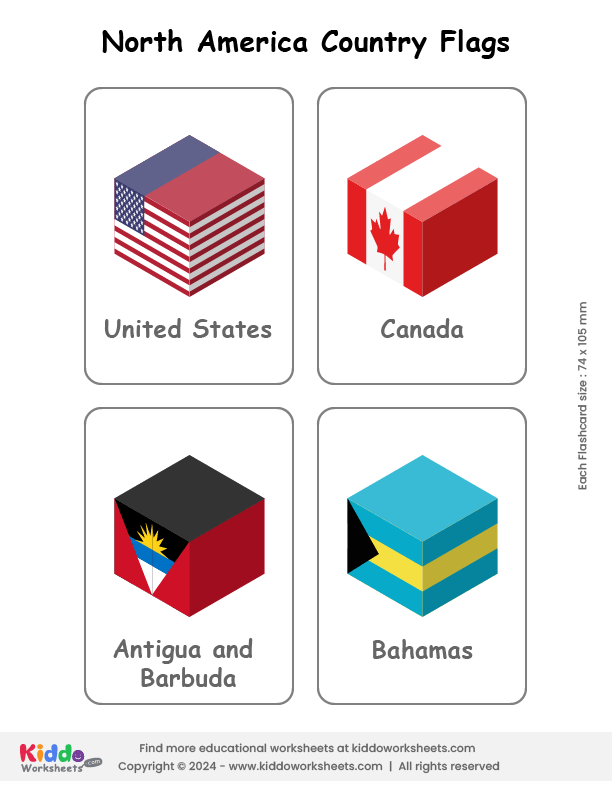 North America Country Flags
United States
Canada
Each Flashcard size : 74 x 105 mm
Antigua and
Barbuda
Bahamas
Kiddo
Worksheets
.com
Find more educational worksheets at kiddoworksheets.com
Copyright © 2024 - www.kiddoworksheets.com | All rights reserved